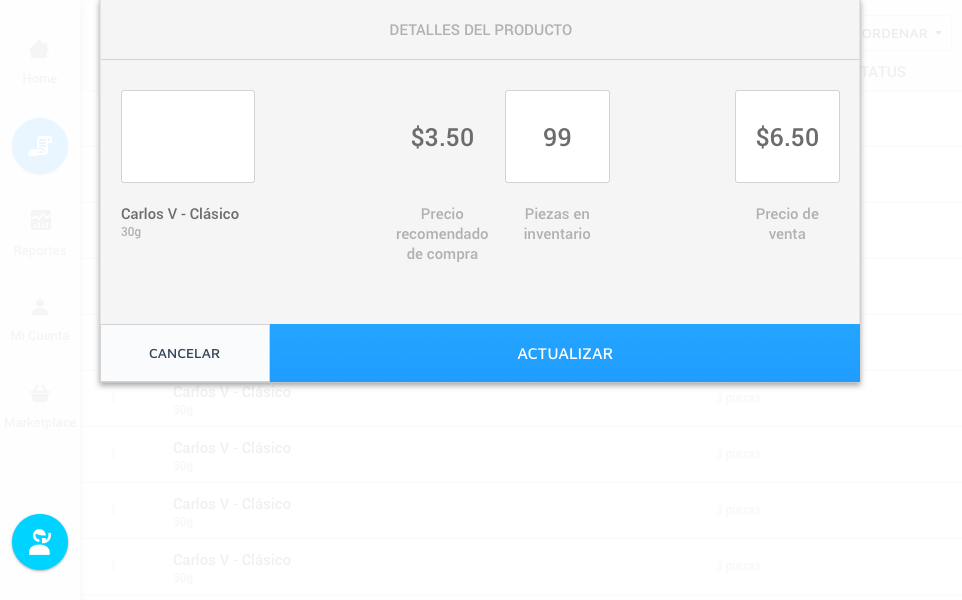 DETALLES DEL PRODUCTO
ORDENAR
TATUS
Home
$3.50
99
$6.50
Carlos V - Clásico
30g
Precio
recomendado
de compra
Piezas en
inventario
Precio de
venta
Reportes
Mi Cuenta
CANCELAR
ACTUALIZAR
Marketplace
Carlos V - Clásico
30g
3 piezas
Carlos V - Clásico
30g
3 piezas
Carlos V - Clásico
30g
3 piezas
Carlos V - Clásico
30g
3 piezas